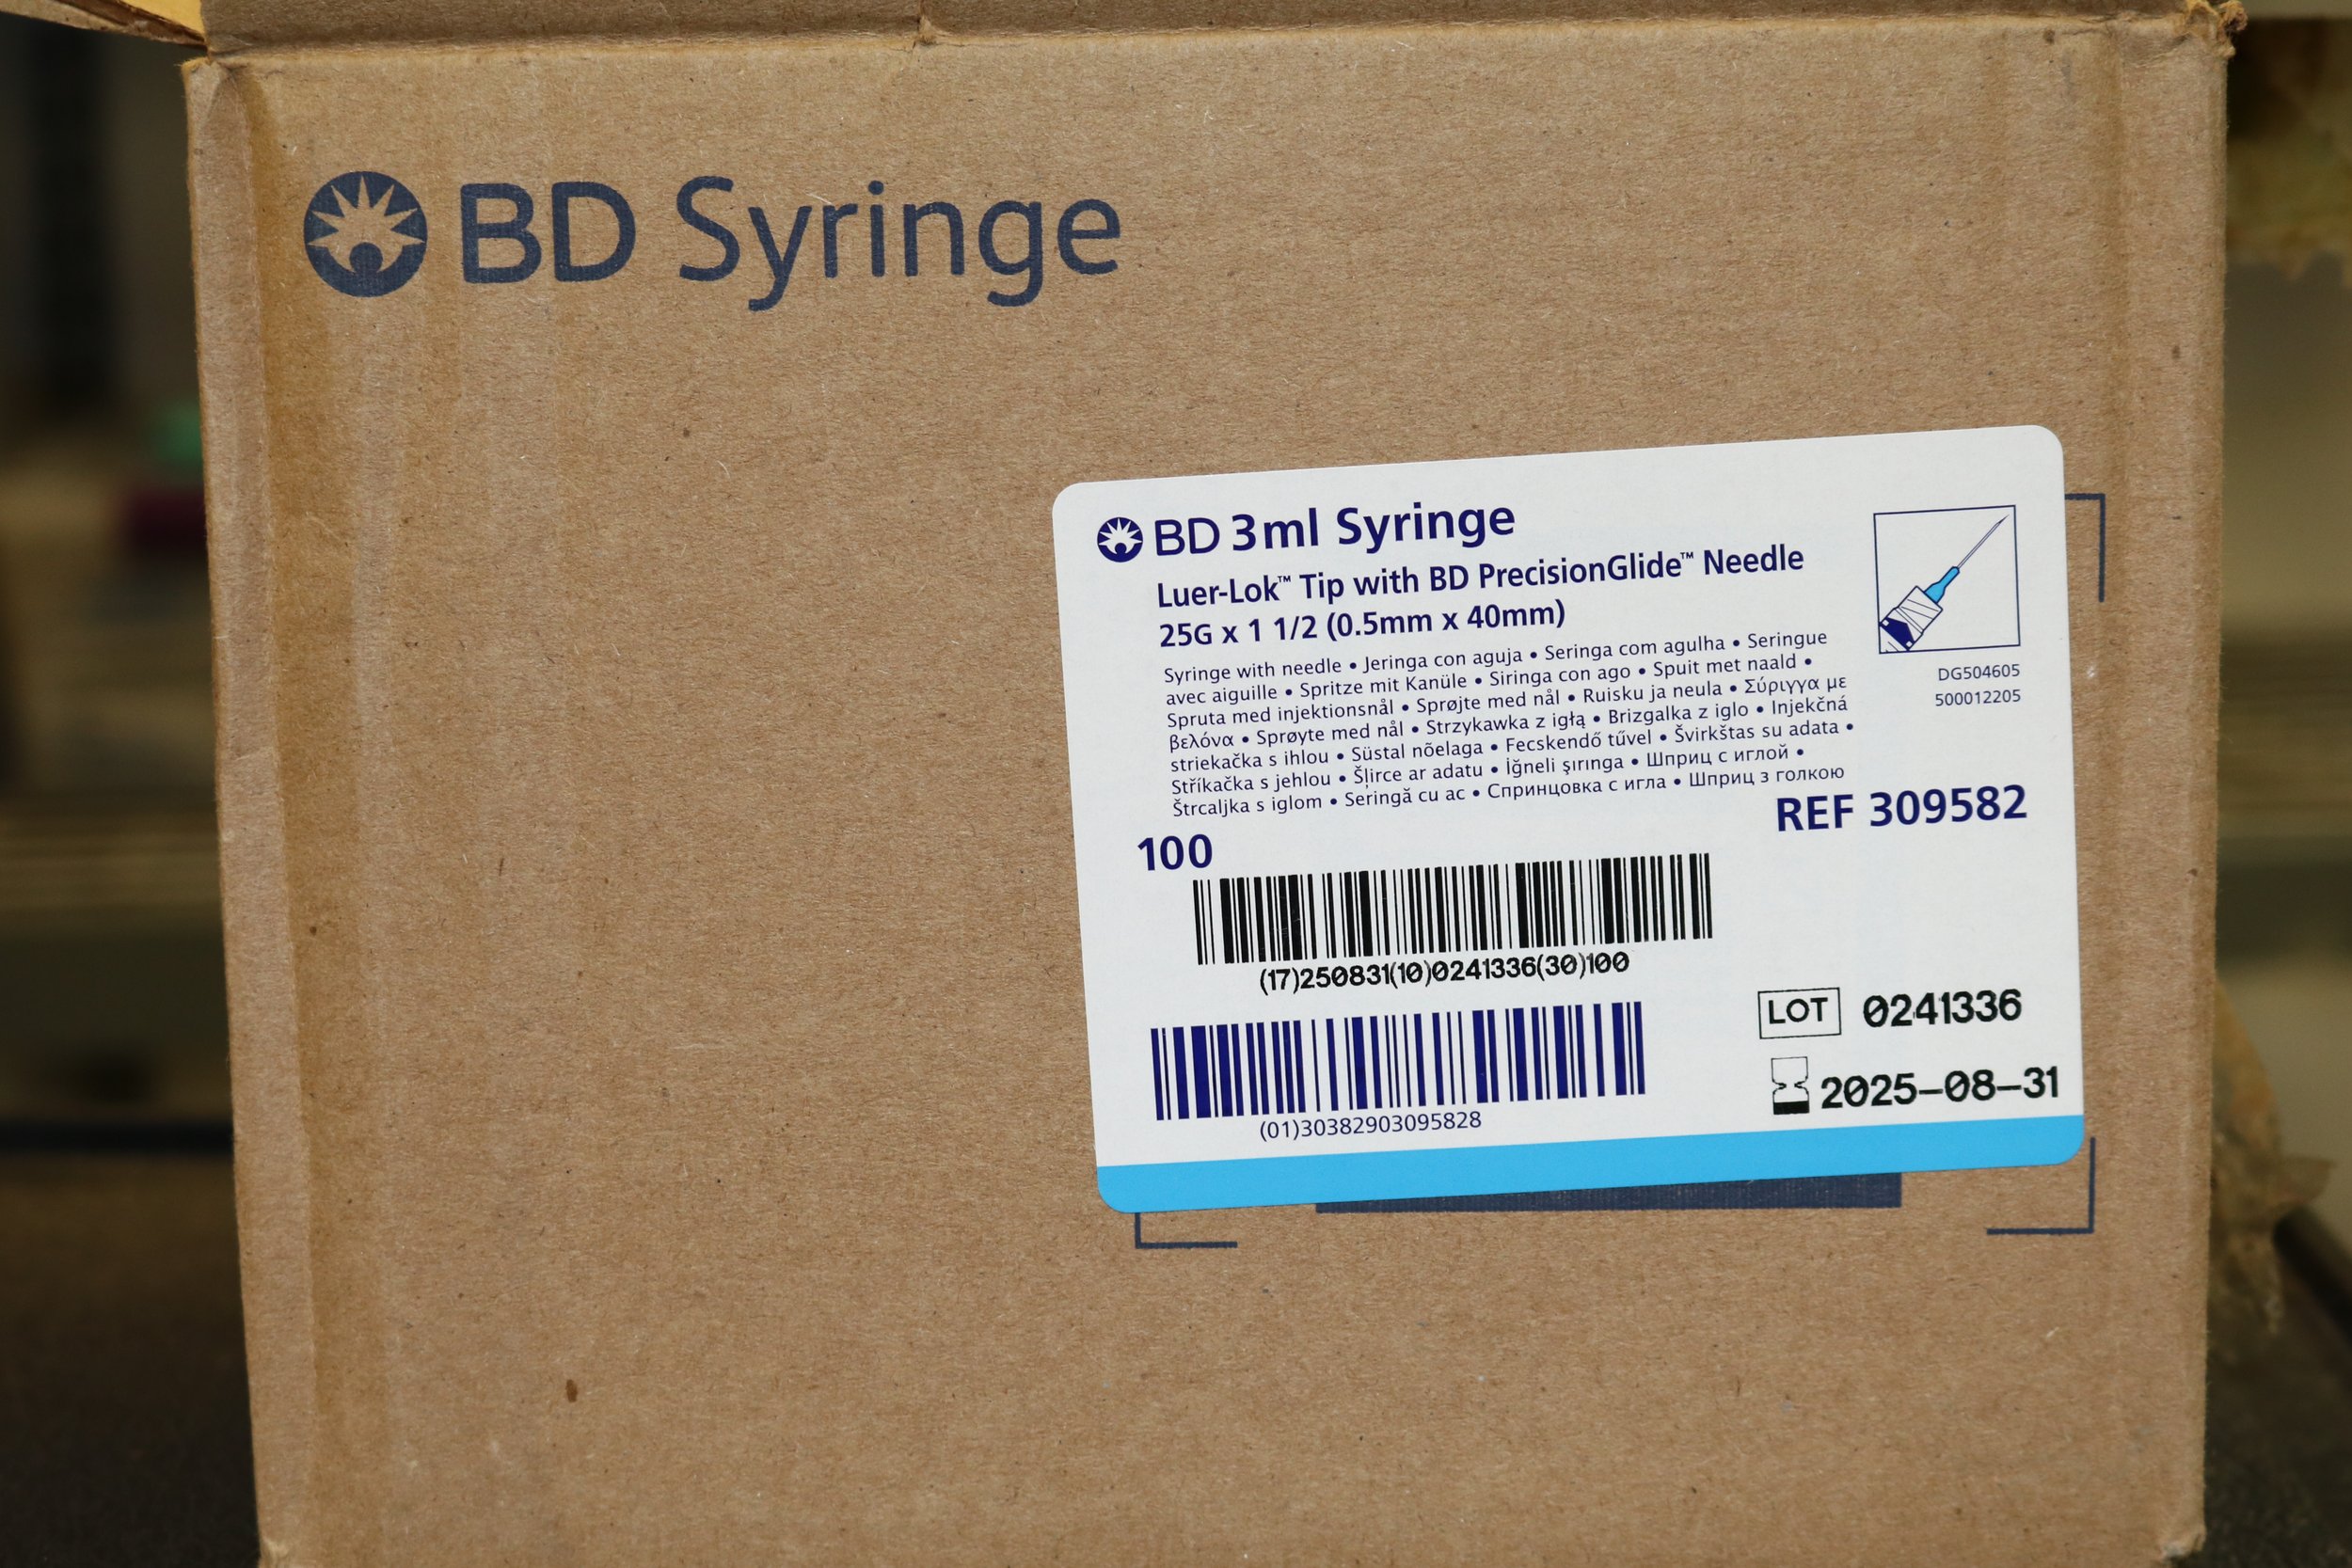 BD Syringe
BD 3ml Syringe
Luer-Lok™ Tip with BD PrecisionGlide™ Needle
25G x 1 1/2 (0.5mm x 40mm)
Syringe with needle • Jeringa con aguja • Seringa com agulha • Seringue
avec aiguille • Spritze mit Kanüle • Siringa con ago • Spuit met naald •
Spruta med injektionsnål • Sprøjte med nål • Ruisku ja neula • Σύριγγα με
βελόνα • Sprøyte med nål • Strzykawka z igłą • Brizgalka z iglo • Injekčná
striekačka s ihlou • Süstal nõelaga • Fecskendő tűvel • Švirkštas su adata •
Stříkačka s jehlou • Šļirce ar adatu • İğneli şırınga • Шприц с иглой •
Štrcaljka s iglom • Seringă cu ac • Спринцовка с игла • Шприц з голкою
DG504605
500012205
REF 309582
100
(17)250831(10)0241336(30)100
LOT 0241336
2025-08-31
(01)30382903095828